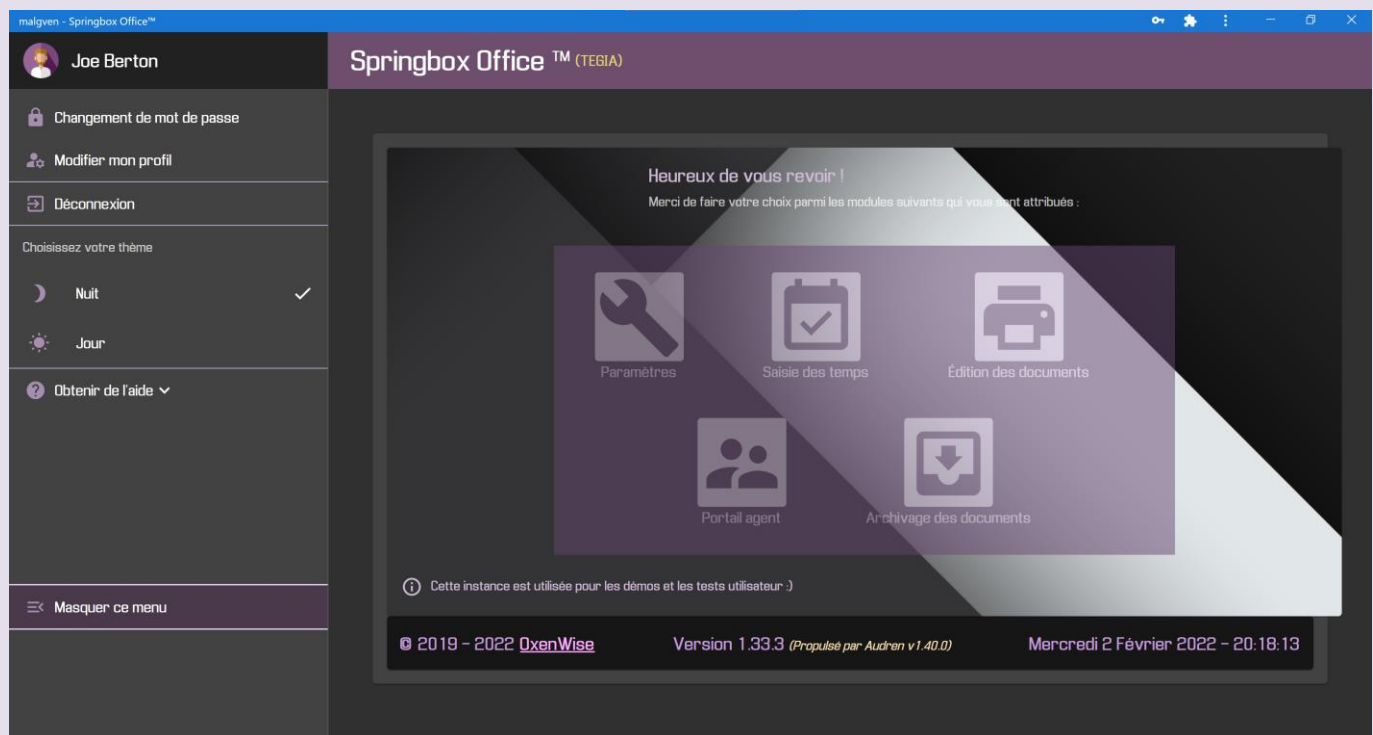 malgven - Springbox Office™
Joe Berton
Springbox Office ™ (TEGIA)
Changement de mot de passe
Modifier mon profil
Déconnexion
Choisissez votre thème
Nuit
Jour
Obtenir de l'aide
Masquer ce menu
Heureux de vous revoir !
Merci de faire votre choix parmi les modules suivants qui vous sont attribués :
Paramètres
Saisie des temps
Édition des documents
Portail agent
Archivage des documents
Cette instance est utilisée pour les démos et les tests utilisateur :)
© 2019 - 2022 OxenWise
Version 1.33.3 (Propulsé par Audren v1.40.0)
Mercredi 2 Février 2022 - 20:18:13